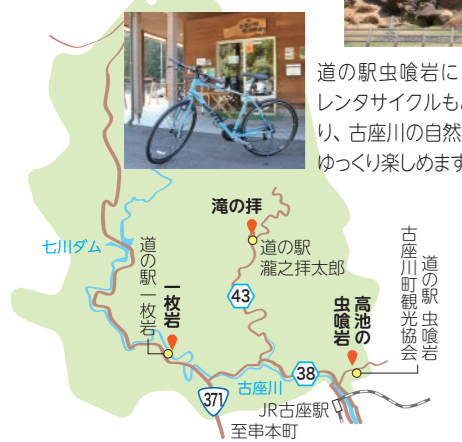 道の駅虫喰岩に
レンタサイクルも
り、古座川の自然
ゆっくり楽しめます
滝の拝
道の駅
瀧之拝太郎
七川ダム
道の駅 一枚岩
一枚岩
43
高池の
虫喰岩
道の駅 虫喰岩
古座川町観光協会
古座川
38
371
JR古座駅
至串本町